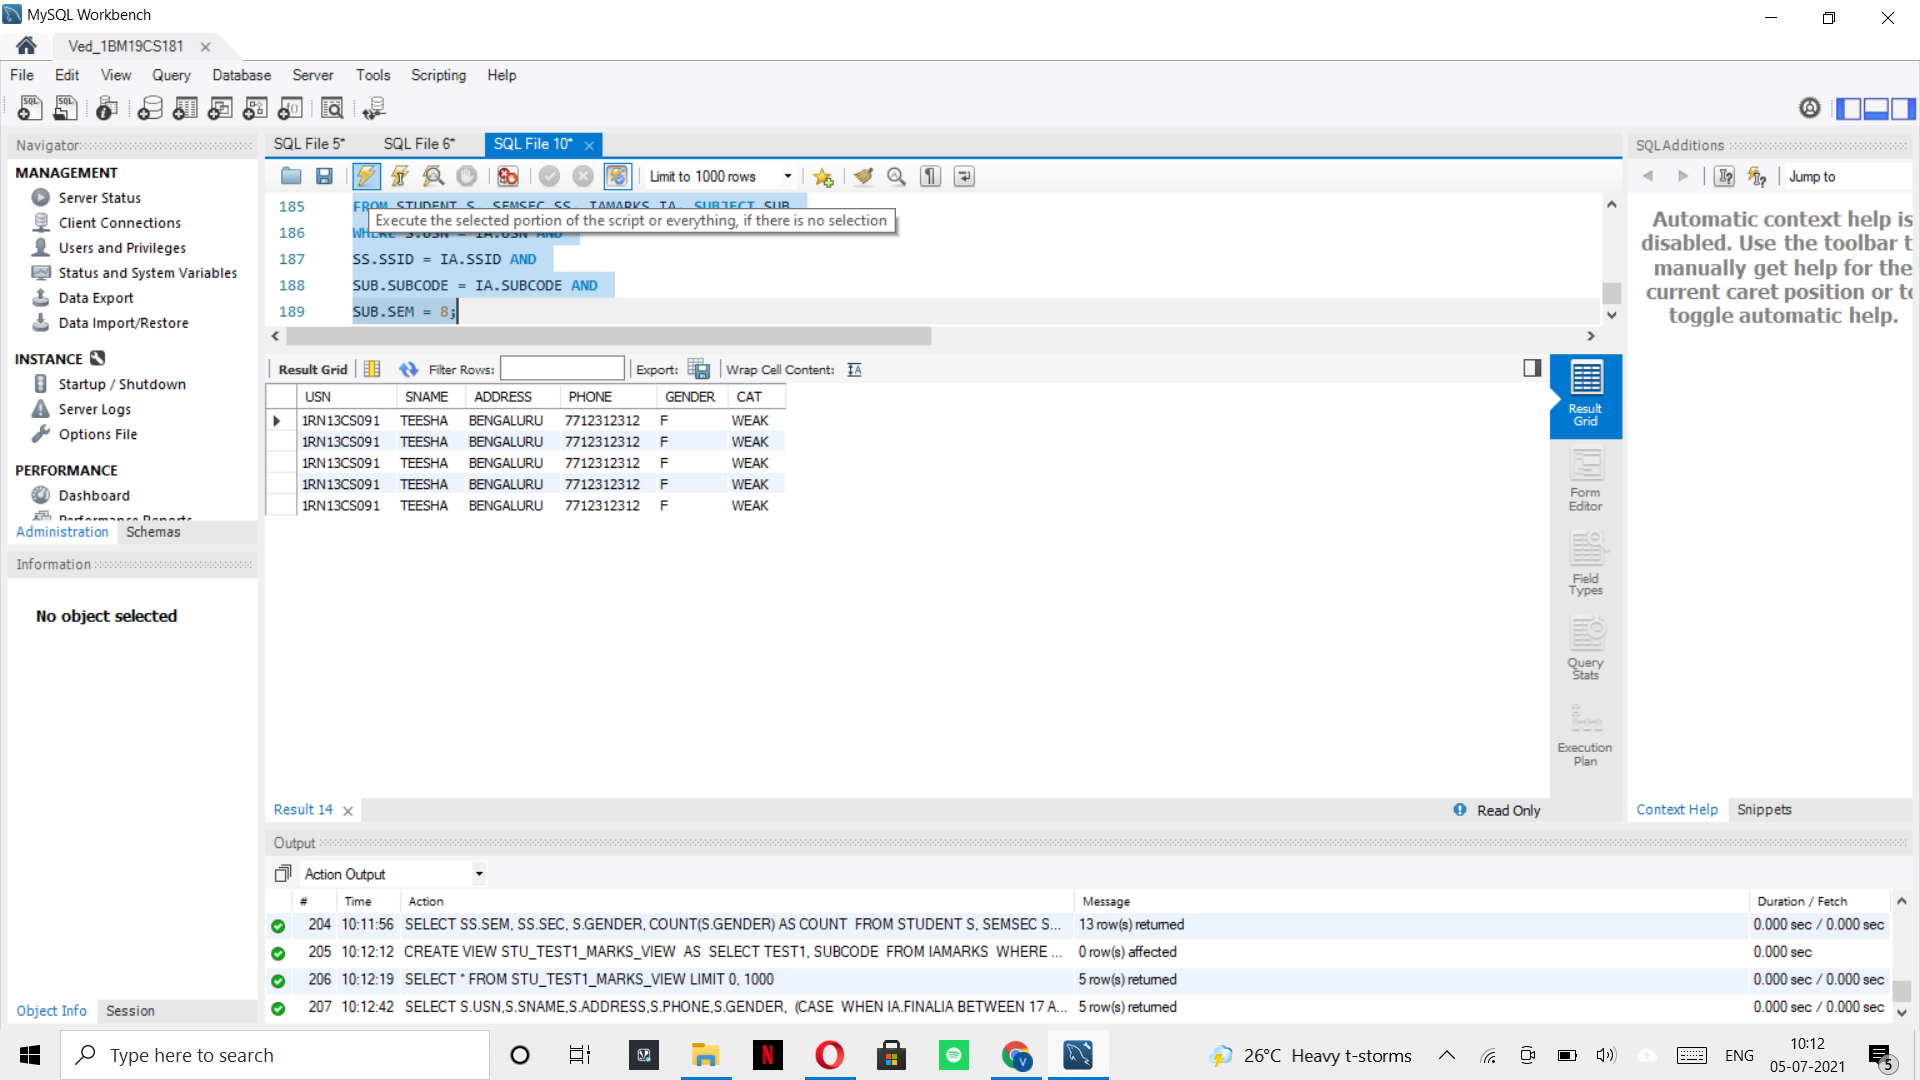 MySQL Workbench
Ved_1BM19CS181
File Edit View Query Database Server Tools Scripting Help
Navigator
MANAGEMENT
Server Status
Client Connections
Users and Privileges
Status and System Variables
Data Export
Data Import/Restore
INSTANCE
Startup / Shutdown
Server Logs
Options File
PERFORMANCE
Dashboard
Performance Reports
Administration Schemas
Information
No object selected
Object Info Session
SQL File 5* SQL File 6* SQL File 10*
Limit to 1000 rows
185 FROM STUDENT S, SEMSEC SS, IAMARKS IA, SUBJECT SUB
Execute the selected portion of the script or everything, if there is no selection
186 WHERE S.USN = IA.USN AND
187 SS.SSID = IA.SSID AND
188 SUB.SUBCODE = IA.SUBCODE AND
189 SUB.SEM = 8;
Result Grid Filter Rows: Export: Wrap Cell Content: IA
USN SNAME ADDRESS PHONE GENDER CAT
1RN13CS091 TEESHA BENGALURU 7712312312 F WEAK
1RN13CS091 TEESHA BENGALURU 7712312312 F WEAK
1RN13CS091 TEESHA BENGALURU 7712312312 F WEAK
1RN13CS091 TEESHA BENGALURU 7712312312 F WEAK
1RN13CS091 TEESHA BENGALURU 7712312312 F WEAK
Result Grid
Form Editor
Field Types
Query Stats
Execution Plan
Result 14
Read Only
SQLAdditions
Jump to
Automatic context help is
disabled. Use the toolbar t
manually get help for the
current caret position or to
toggle automatic help.
Context Help Snippets
Output
Action Output
# Time Action Message Duration / Fetch
204 10:11:56 SELECT SS.SEM, SS.SEC, S.GENDER, COUNT(S.GENDER) AS COUNT FROM STUDENT S, SEMSEC S... 13 row(s) returned 0.000 sec / 0.000 sec
205 10:12:12 CREATE VIEW STU_TEST1_MARKS_VIEW AS SELECT TEST1, SUBCODE FROM IAMARKS WHERE ... 0 row(s) affected 0.000 sec
206 10:12:19 SELECT * FROM STU_TEST1_MARKS_VIEW LIMIT 0, 1000 5 row(s) returned 0.000 sec / 0.000 sec
207 10:12:42 SELECT S.USN,S.SNAME,S.ADDRESS,S.PHONE,S.GENDER, (CASE WHEN IA.FINALIA BETWEEN 17 A... 5 row(s) returned 0.000 sec / 0.000 sec
Type here to search
26°C Heavy t-storms
ENG
10:12
05-07-2021
5